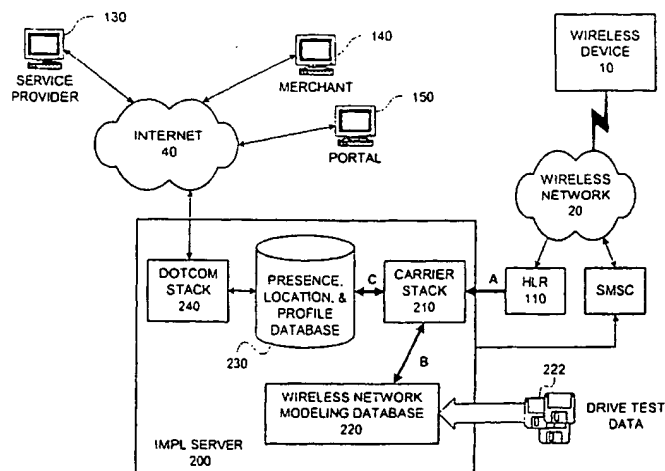 130
SERVICE
PROVIDER
140
MERCHANT
150
PORTAL
INTERNET
40
WIRELESS
DEVICE
10
WIRELESS
NETWORK
20
DOTCOM
STACK
240
PRESENCE,
LOCATION, &
PROFILE
DATABASE
230
C
CARRIER
STACK
210
A
HLR
110
SMSC
B
WIRELESS NETWORK
MODELING DATABASE
220
222
DRIVE TEST
DATA
IMPL SERVER
200